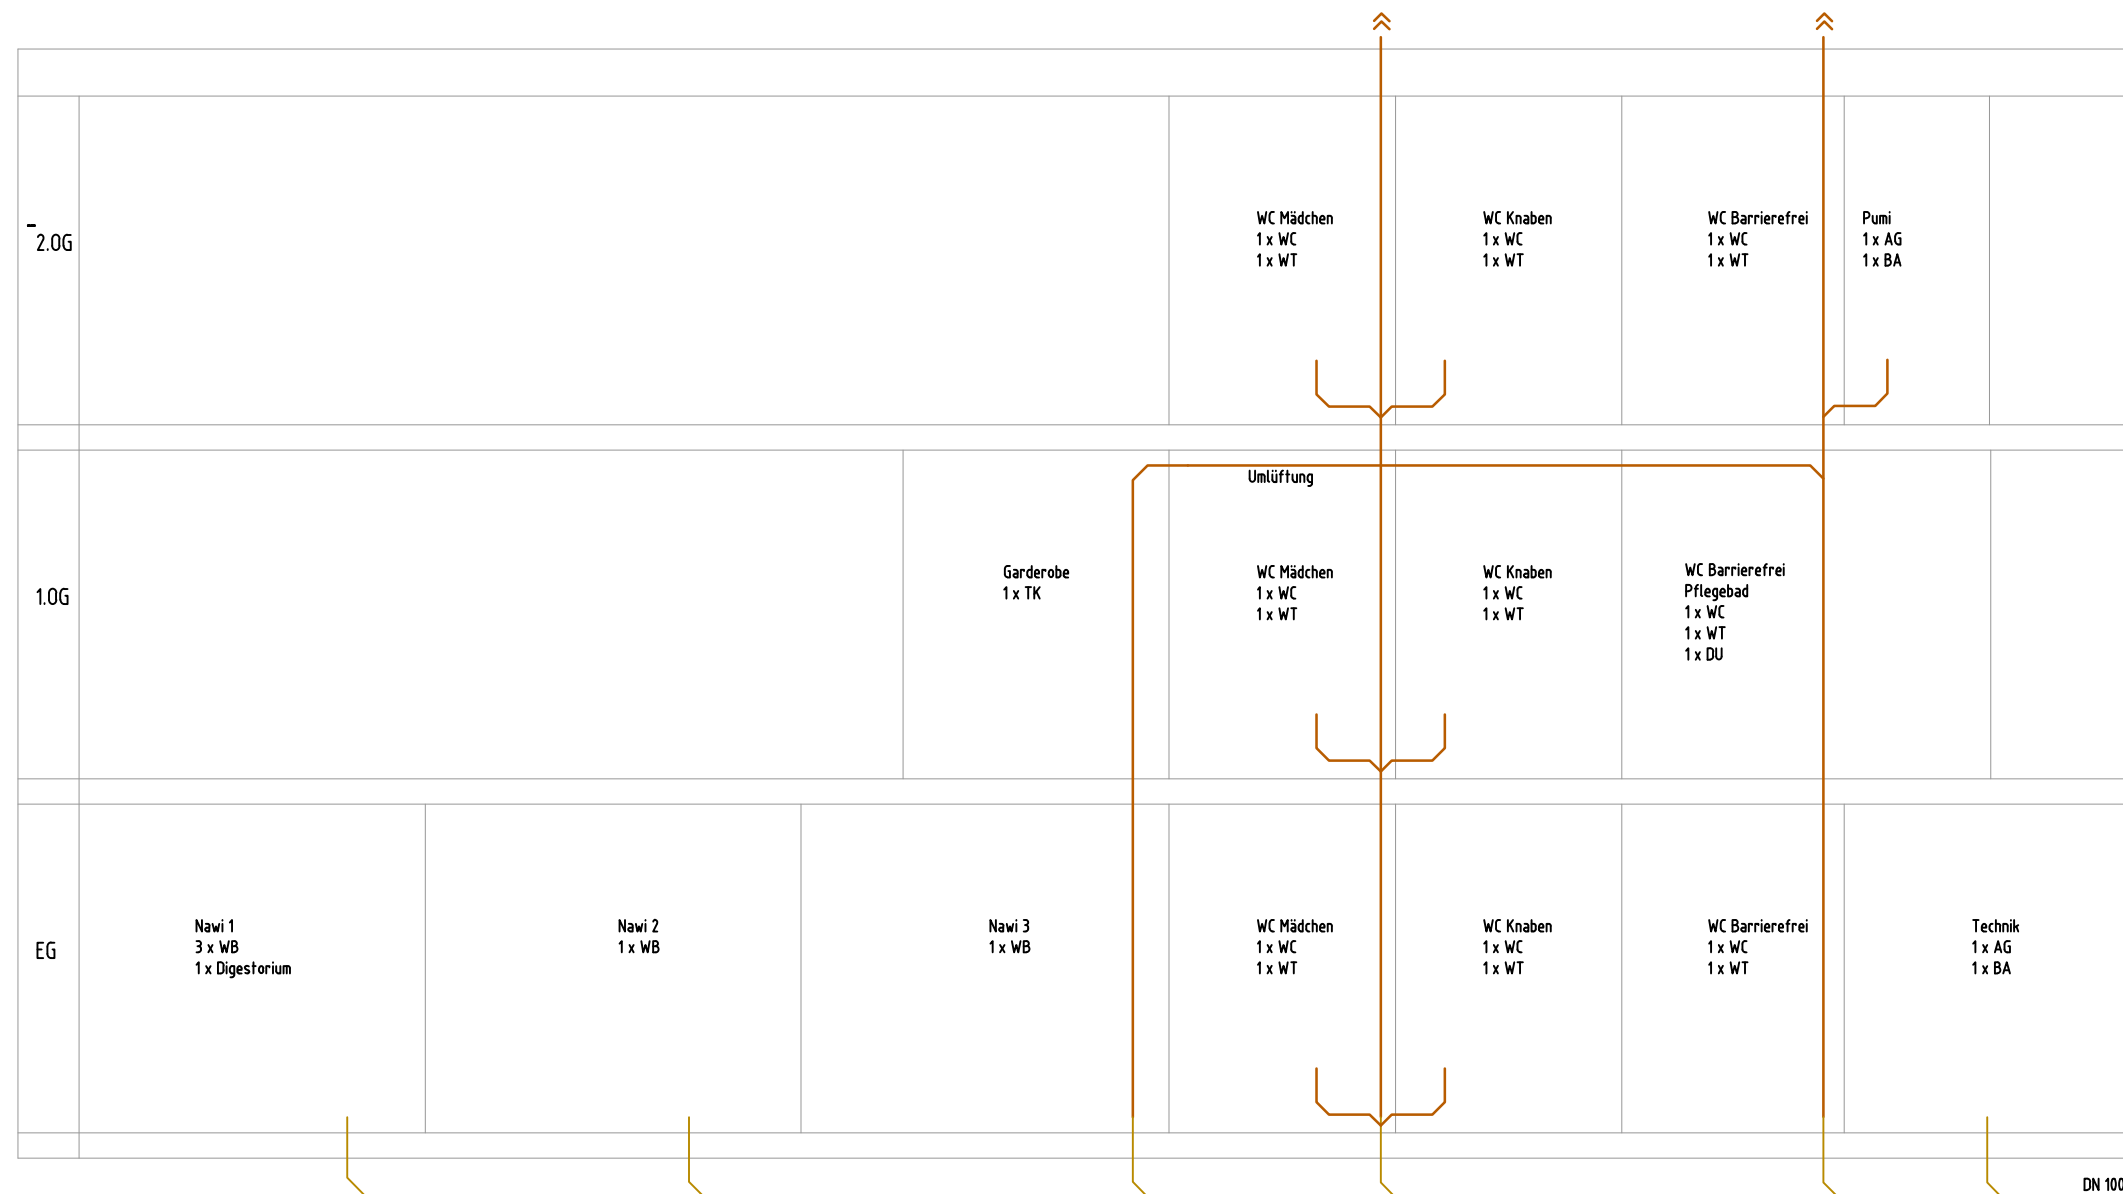 2.OG
WC Mädchen
1 x WC
1 x WT
WC Knaben
1 x WC
1 x WT
WC Barrierefrei
1 x WC
1 x WT
Pumi
1 x AG
1 x BA
Umlüftung
1.OG
Garderobe
1 x TK
WC Mädchen
1 x WC
1 x WT
WC Knaben
1 x WC
1 x WT
WC Barrierefrei
Pflegebad
1 x WC
1 x WT
1 x DU
EG
Nawi 1
3 x WB
1 x Digestorium
Nawi 2
1 x WB
Nawi 3
1 x WB
WC Mädchen
1 x WC
1 x WT
WC Knaben
1 x WC
1 x WT
WC Barrierefrei
1 x WC
1 x WT
Technik
1 x AG
1 x BA
DN 100